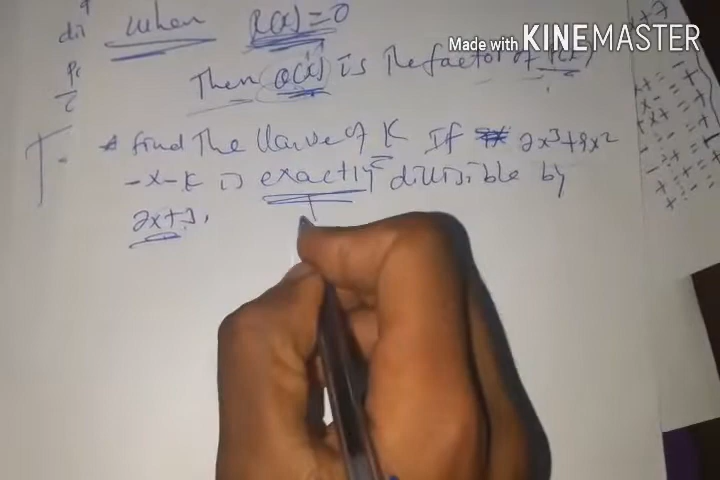 Made with KINEMASTER
when R(x)=0
Then Q(x) is The factor of P(x)
find The Value of K If 2x³+9x²
-x-k is exactly divisible by
2x+3.